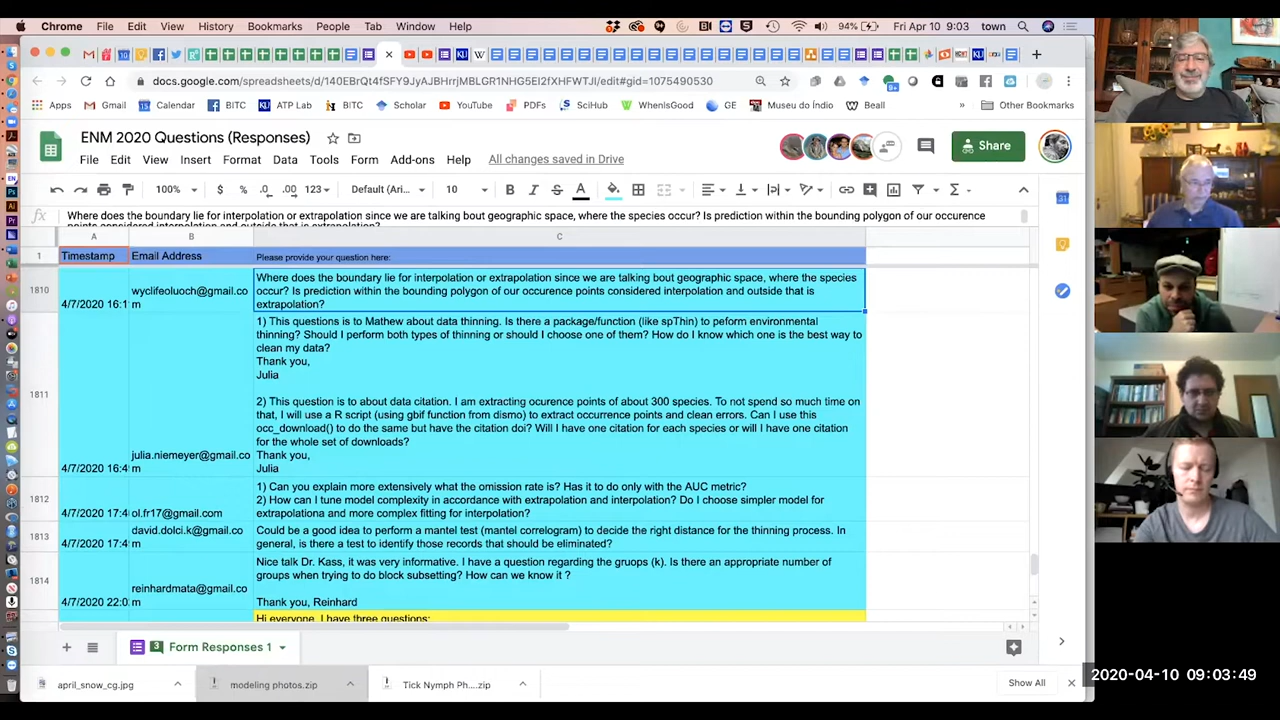 Chrome File Edit View History Bookmarks People Tab Window Help 94% Fri Apr 10 9:03 town
docs.google.com/spreadsheets/d/140EBrQt4fSFY9JyAJBHrrjMBLGR1NHG5EI2fXHFWTJI/edit#gid=1075490530
Apps Gmail Calendar BITC ATP Lab BITC Scholar YouTube PDFs SciHub WhenIsGood GE Museu do Índio Beall » Other Bookmarks
ENM 2020 Questions (Responses)
File Edit View Insert Format Data Tools Form Add-ons Help All changes saved in Drive
Share
100% $ % .0 .00 123 Default (Ari... 10 B I S A
fx Where does the boundary lie for interpolation or extrapolation since we are talking bout geographic space, where the species occur? Is prediction within the bounding polygon of our occurence
points considered interpolation and outside that is extrapolation?
A B C
1 Timestamp Email Address Please provide your question here:
1810
4/7/2020 16:1
wyclifeoluoch@gmail.co
m
Where does the boundary lie for interpolation or extrapolation since we are talking bout geographic space, where the species
occur? Is prediction within the bounding polygon of our occurence points considered interpolation and outside that is
extrapolation?
1811
4/7/2020 16:4
julia.niemeyer@gmail.co
m
1) This questions is to Mathew about data thinning. Is there a package/function (like spThin) to peform environmental
thinning? Should I perform both types of thinning or should I choose one of them? How do I know which one is the best way to
clean my data?
Thank you,
Julia
2) This question is to about data citation. I am extracting ocurence points of about 300 species. To not spend so much time on
that, I will use a R script (using gbif function from dismo) to extract occurrence points and clean errors. Can I use this
occ_download() to do the same but have the citation doi? Will I have one citation for each species or will I have one citation
for the whole set of downloads?
Thank you,
Julia
1812
4/7/2020 17:4
ol.fr17@gmail.com
1) Can you explain more extensively what the omission rate is? Has it to do only with the AUC metric?
2) How can I tune model complexity in accordance with extrapolation and interpolation? Do I choose simpler model for
extrapolationa and more complex fitting for interpolation?
1813
4/7/2020 17:4
david.dolci.k@gmail.co
m
Could be a good idea to perform a mantel test (mantel correlogram) to decide the right distance for the thinning process. In
general, is there a test to identify those records that should be eliminated?
1814
4/7/2020 22:0
reinhardmata@gmail.co
m
Nice talk Dr. Kass, it was very informative. I have a question regarding the gruops (k). Is there an appropriate number of
groups when trying to do block subsetting? How can we know it ?
Thank you, Reinhard
Hi everyone, I have three questions:
3 Form Responses 1
april_snow_cg.jpg modeling photos.zip Tick Nymph Ph....zip Show All
2020-04-10 09:03:49